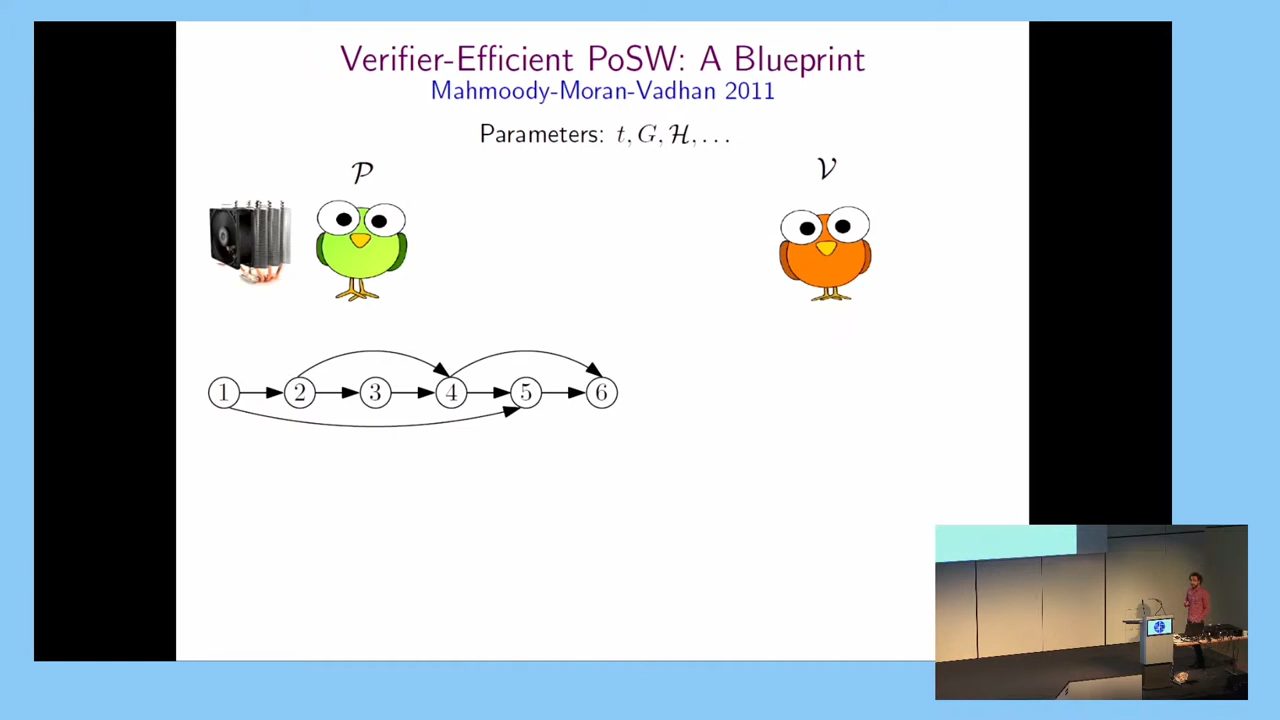 Verifier-Efficient PoSW: A Blueprint
Mahmoody-Moran-Vadhan 2011
Parameters: t, G, ℋ, . . .
𝒫
𝒱
1 2 3 4 5 6